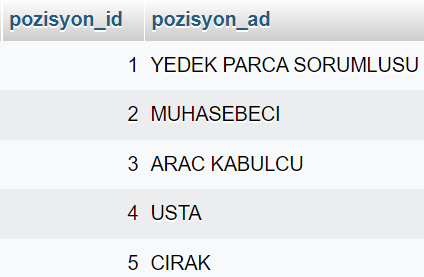 pozisyon_id pozisyon_ad
1 YEDEK PARCA SORUMLUSU
2 MUHASEBECI
3 ARAC KABULCU
4 USTA
5 CIRAK